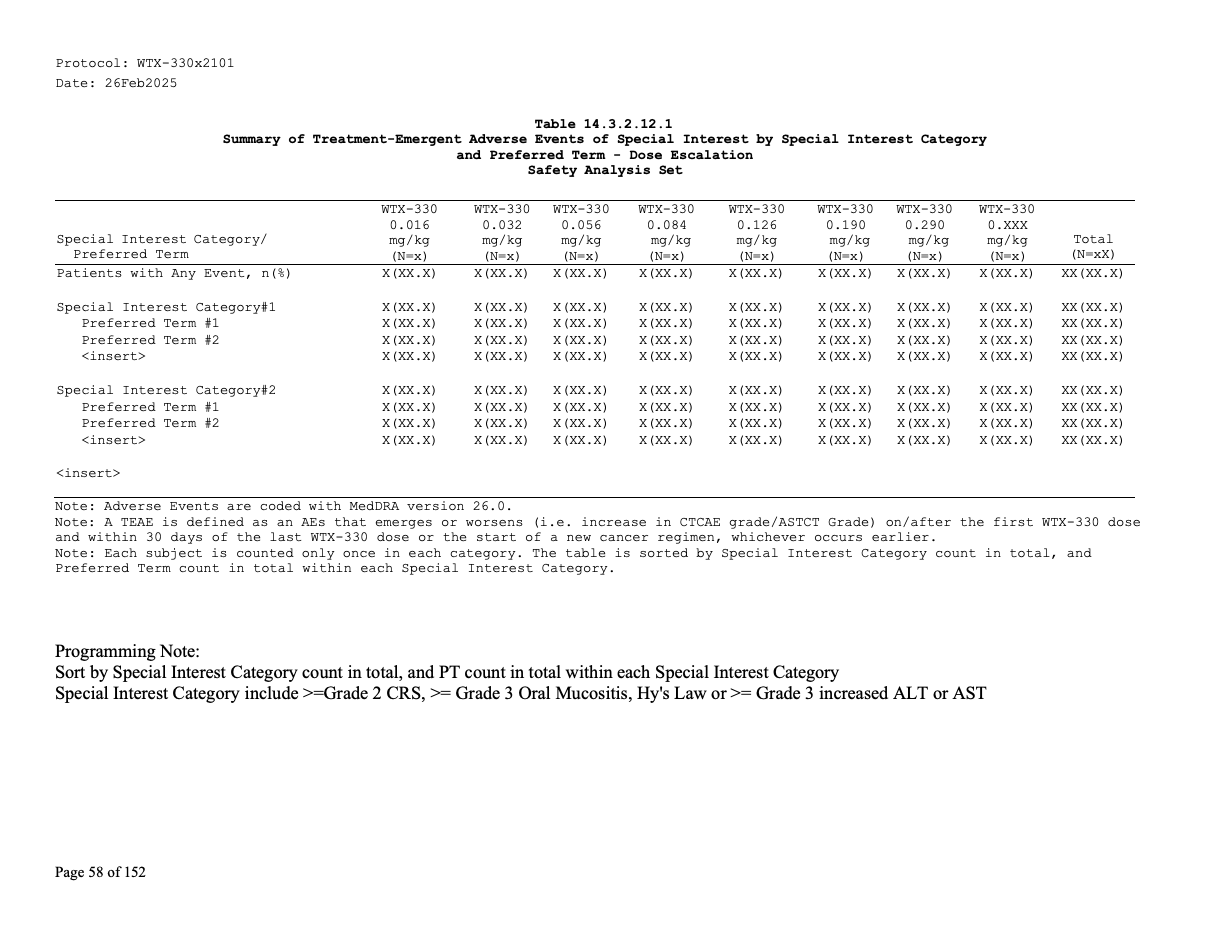 Protocol: WTX-330x2101
Date: 26Feb2025
Table 14.3.2.12.1
Summary of Treatment-Emergent Adverse Events of Special Interest by Special Interest Category
and Preferred Term - Dose Escalation
Safety Analysis Set
WTX-330 WTX-330 WTX-330 WTX-330 WTX-330 WTX-330 WTX-330 WTX-330
0.016 0.032 0.056 0.084 0.126 0.190 0.290 0.XXX
Special Interest Category/ mg/kg mg/kg mg/kg mg/kg mg/kg mg/kg mg/kg mg/kg Total
Preferred Term (N=x) (N=x) (N=x) (N=x) (N=x) (N=x) (N=x) (N=x) (N=xX)
Patients with Any Event, n(%) X(XX.X) X(XX.X) X(XX.X) X(XX.X) X(XX.X) X(XX.X) X(XX.X) X(XX.X) XX(XX.X)
Special Interest Category#1 X(XX.X) X(XX.X) X(XX.X) X(XX.X) X(XX.X) X(XX.X) X(XX.X) X(XX.X) XX(XX.X)
Preferred Term #1 X(XX.X) X(XX.X) X(XX.X) X(XX.X) X(XX.X) X(XX.X) X(XX.X) X(XX.X) XX(XX.X)
Preferred Term #2 X(XX.X) X(XX.X) X(XX.X) X(XX.X) X(XX.X) X(XX.X) X(XX.X) X(XX.X) XX(XX.X)
<insert> X(XX.X) X(XX.X) X(XX.X) X(XX.X) X(XX.X) X(XX.X) X(XX.X) X(XX.X) XX(XX.X)
Special Interest Category#2 X(XX.X) X(XX.X) X(XX.X) X(XX.X) X(XX.X) X(XX.X) X(XX.X) X(XX.X) XX(XX.X)
Preferred Term #1 X(XX.X) X(XX.X) X(XX.X) X(XX.X) X(XX.X) X(XX.X) X(XX.X) X(XX.X) XX(XX.X)
Preferred Term #2 X(XX.X) X(XX.X) X(XX.X) X(XX.X) X(XX.X) X(XX.X) X(XX.X) X(XX.X) XX(XX.X)
<insert> X(XX.X) X(XX.X) X(XX.X) X(XX.X) X(XX.X) X(XX.X) X(XX.X) X(XX.X) XX(XX.X)
<insert>
Note: Adverse Events are coded with MedDRA version 26.0.
Note: A TEAE is defined as an AEs that emerges or worsens (i.e. increase in CTCAE grade/ASTCT Grade) on/after the first WTX-330 dose
and within 30 days of the last WTX-330 dose or the start of a new cancer regimen, whichever occurs earlier.
Note: Each subject is counted only once in each category. The table is sorted by Special Interest Category count in total, and
Preferred Term count in total within each Special Interest Category.
Programming Note:
Sort by Special Interest Category count in total, and PT count in total within each Special Interest Category
Special Interest Category include >=Grade 2 CRS, >= Grade 3 Oral Mucositis, Hy's Law or >= Grade 3 increased ALT or AST
Page 58 of 152